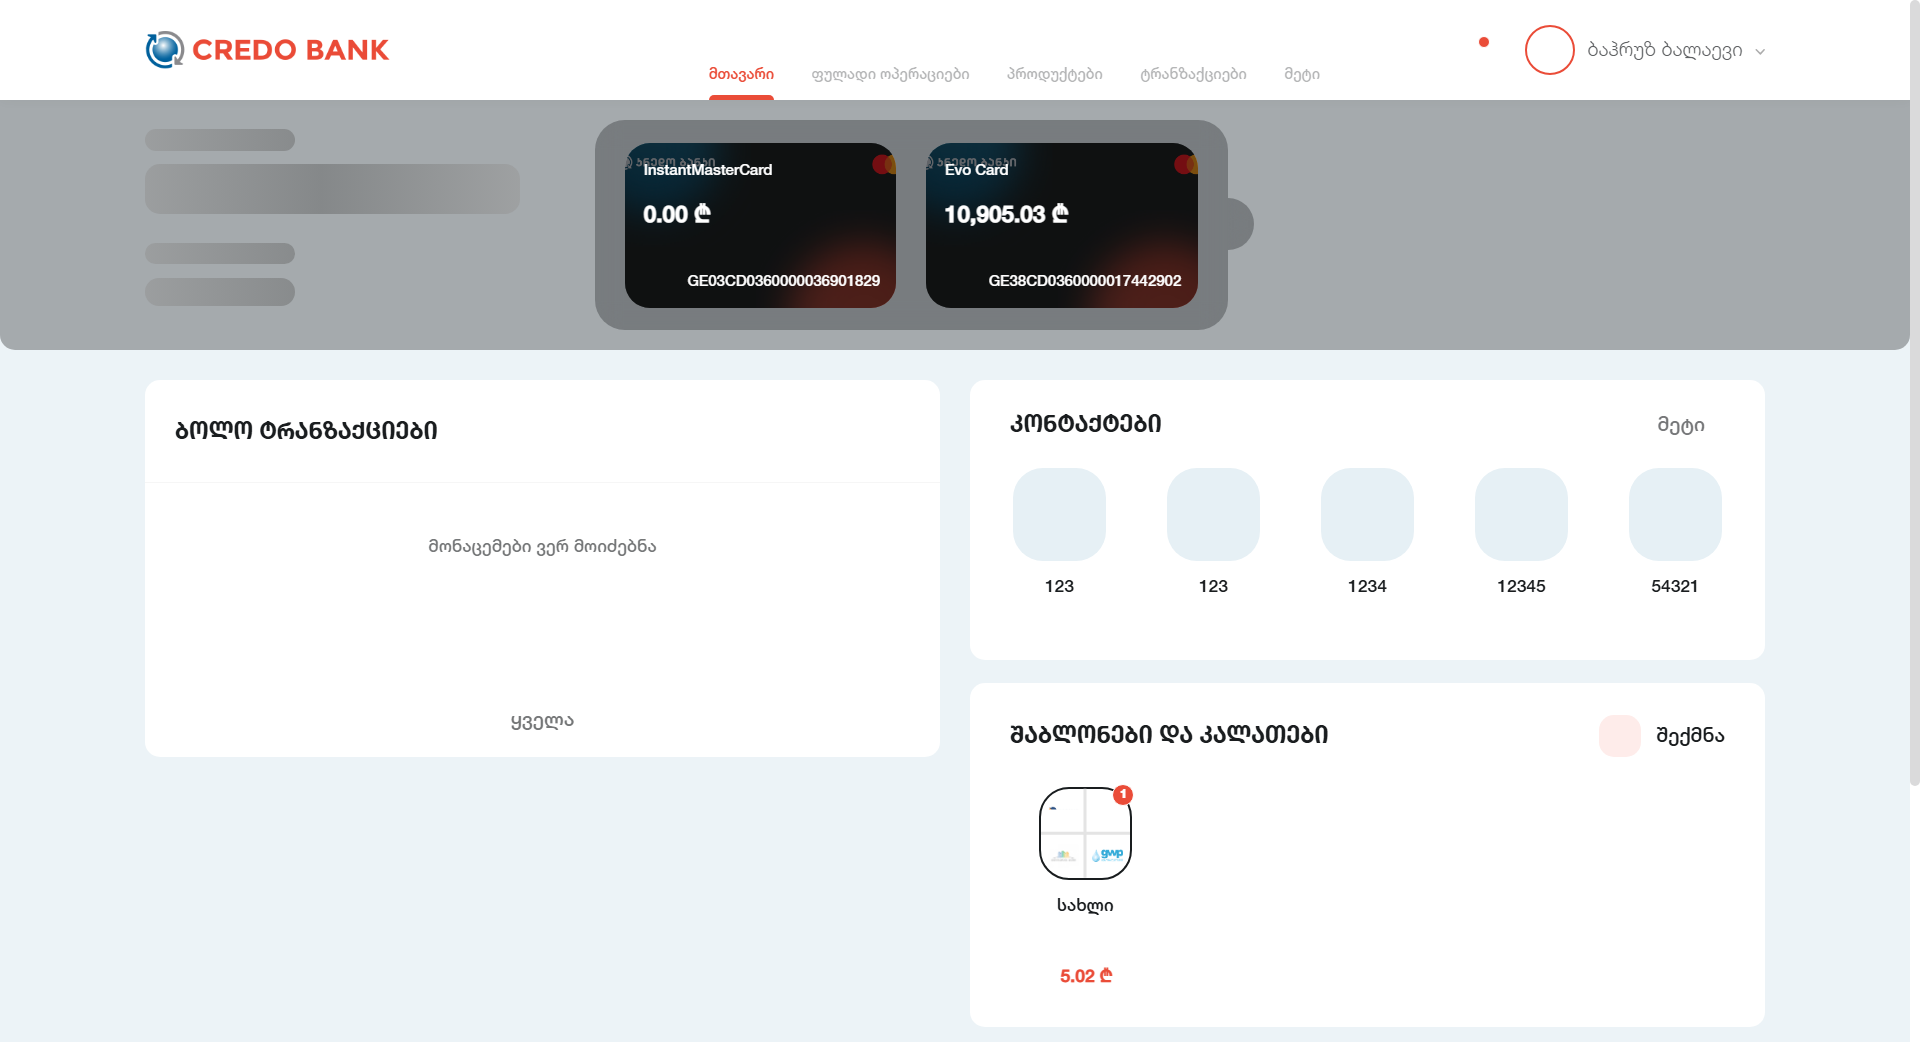 CREDO BANK
მთავარი
ფულადი ოპერაციები
პროდუქტები
ტრანზაქციები
მეტი
ბაჰრუზ ბალაევი
კრედო ბანკი
InstantMasterCard
0.00 ₾
GE03CD0360000036901829
კრედო ბანკი
Evo Card
10,905.03 ₾
GE38CD0360000017442902
ბოლო ტრანზაქციები
მონაცემები ვერ მოიძებნა
ყველა
კონტაქტები
მეტი
123
123
1234
12345
54321
შაბლონები და კალათები
შექმნა
1
gwp
სახლი
5.02 ₾